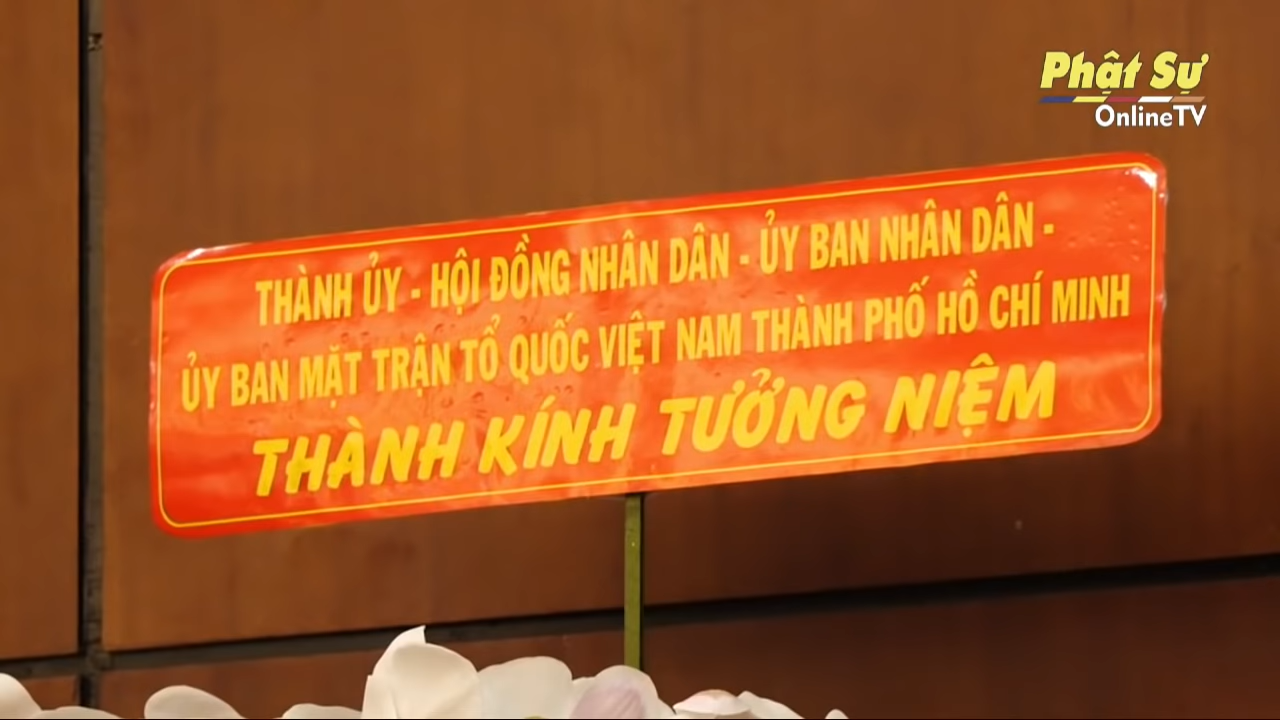 Phật Sự
OnlineTV
THÀNH ỦY - HỘI ĐỒNG NHÂN DÂN - ỦY BAN NHÂN DÂN -
ỦY BAN MẶT TRẬN TỔ QUỐC VIỆT NAM THÀNH PHỐ HỒ CHÍ MINH
THÀNH KÍNH TƯỞNG NIỆM